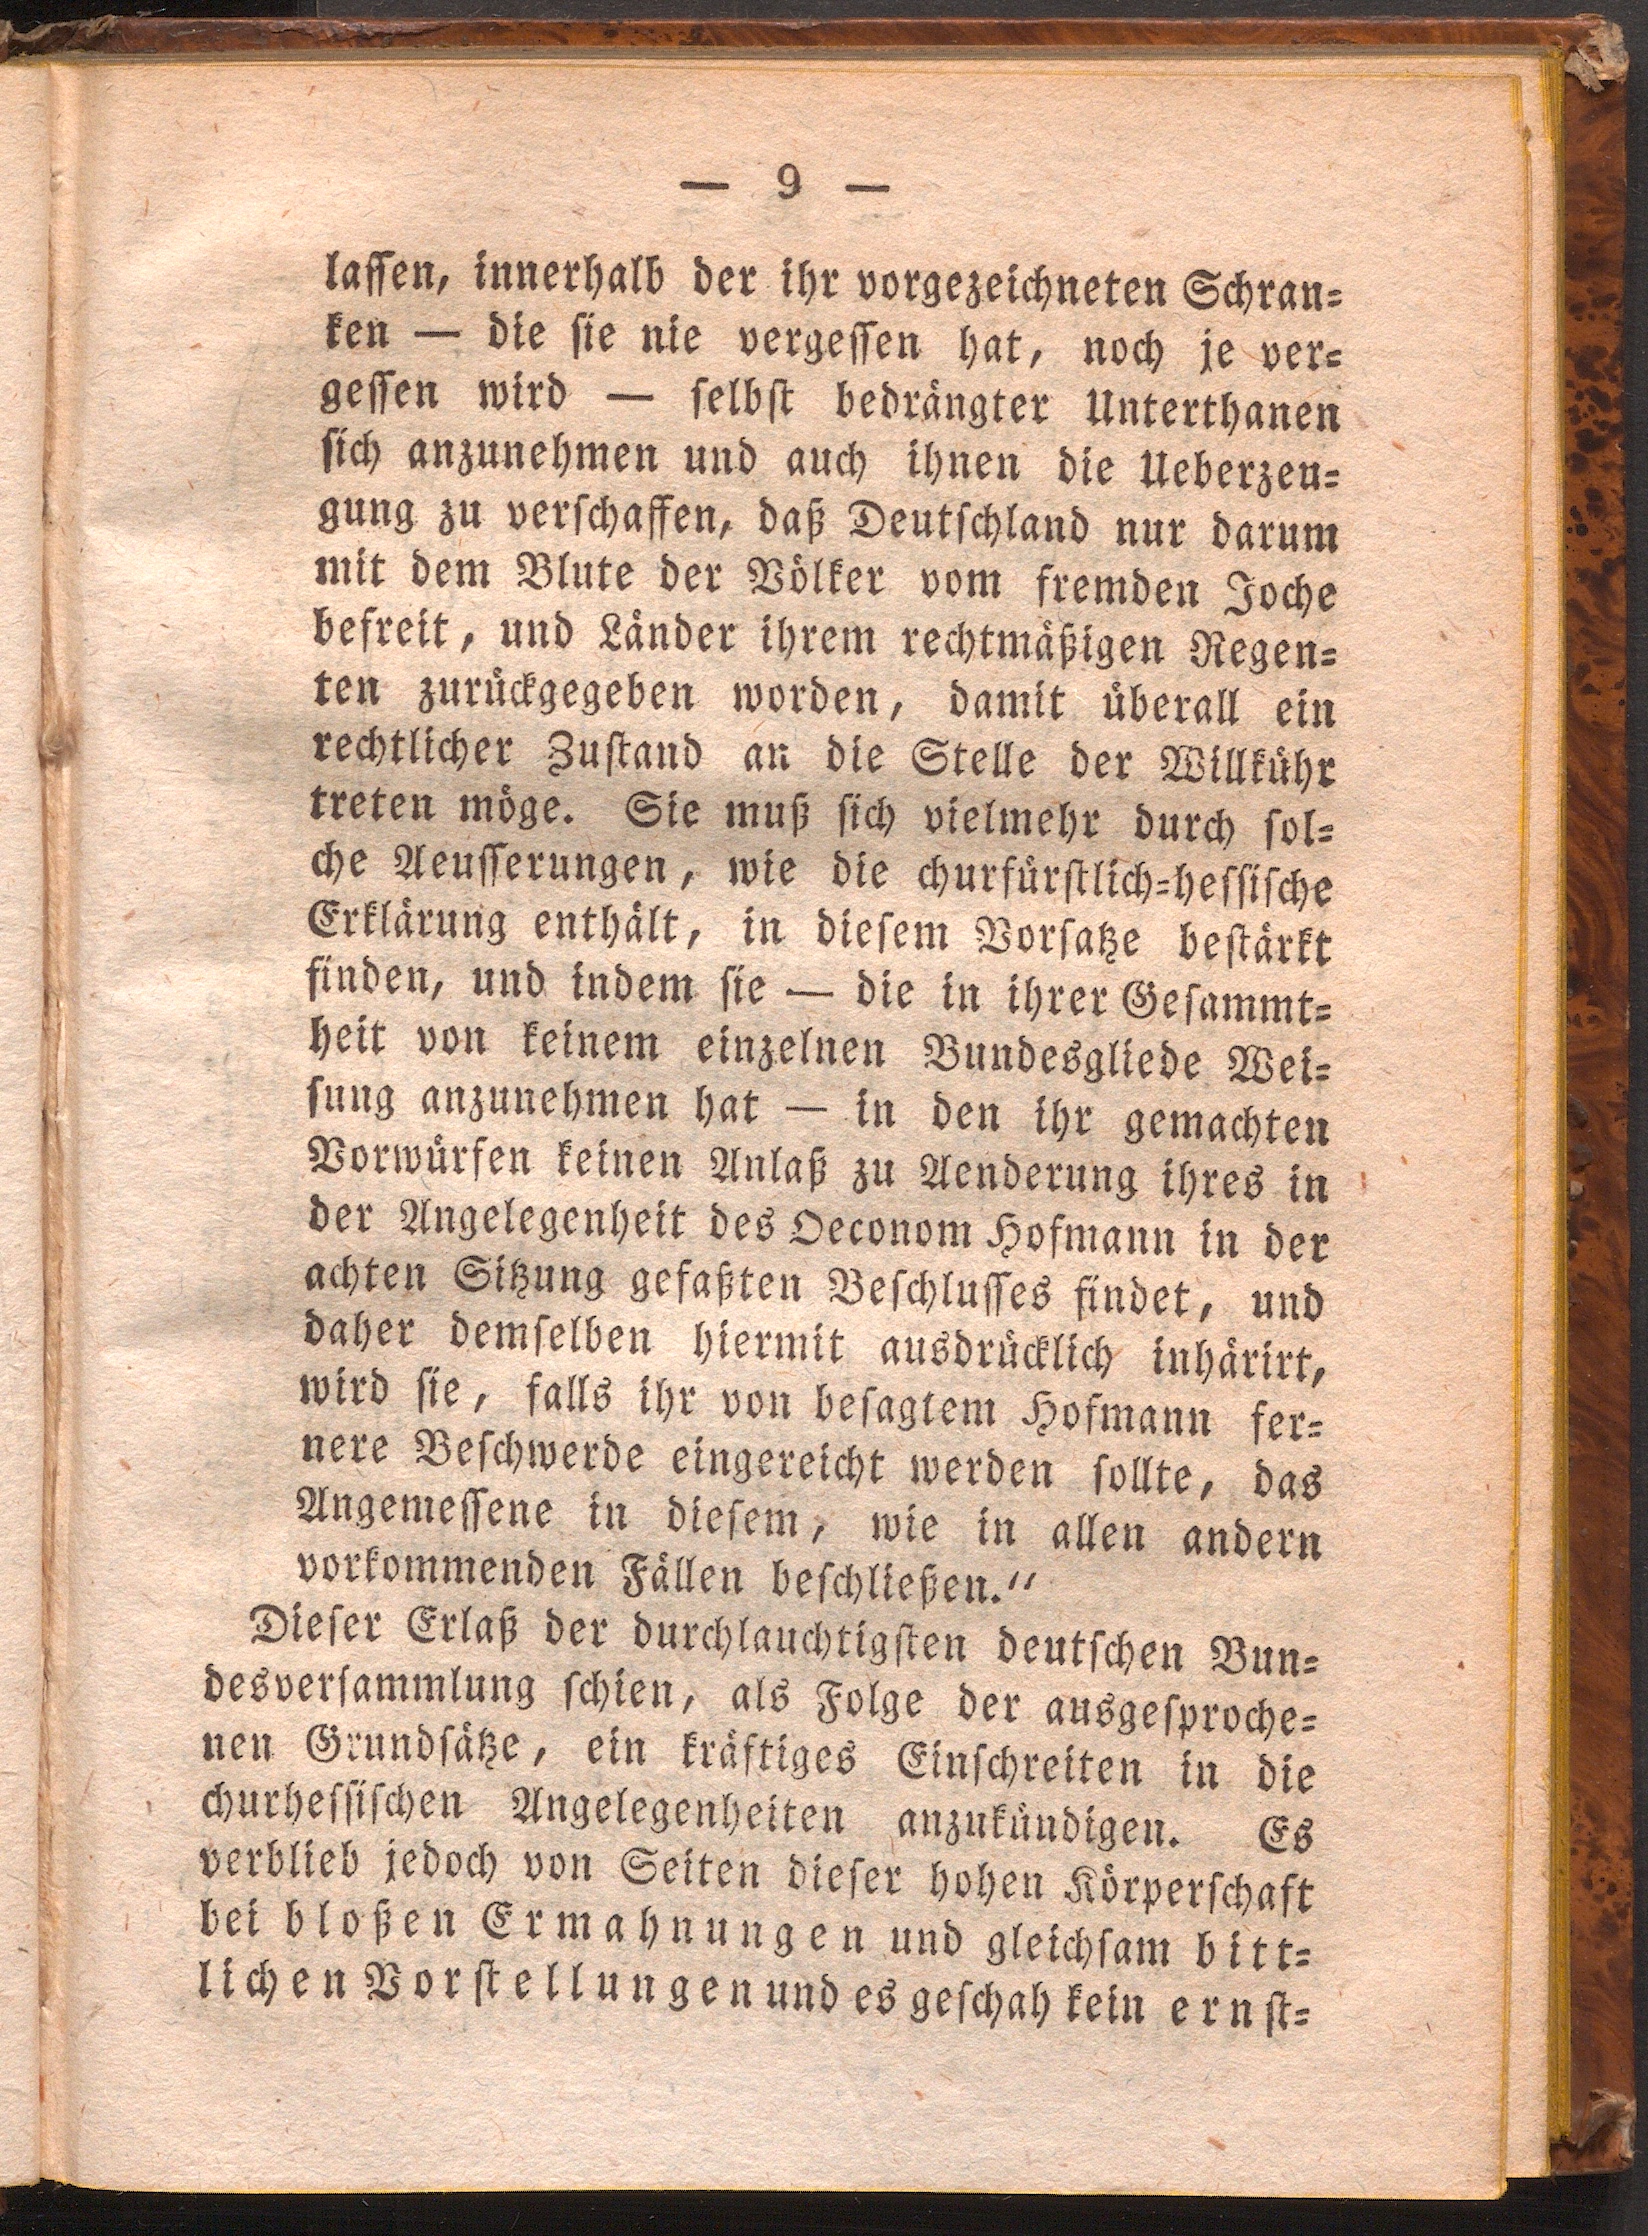 — 9 —
laſſen, innerhalb der ihr vorgezeichneten Schran=
ken — die ſie nie vergeſſen hat, noch je ver=
geſſen wird — ſelbſt bedrängter Unterthanen
ſich anzunehmen und auch ihnen die Ueberzen=
gung zu verſchaffen, daß Deutſchland nur darum
mit dem Blute der Völker vom fremden Joche
befreit, und Länder ihrem rechtmäßigen Regen=
ten zurückgegeben worden, damit überall ein
rechtlicher Zuſtand an die Stelle der Willkühr
treten möge. Sie muß ſich vielmehr durch ſol=
che Aeuſſerungen, wie die churfürſtlich=heſſiſche
Erklärung enthält, in dieſem Vorſatze beſtärkt
finden, und indem ſie — die in ihrer Geſammt=
heit von keinem einzelnen Bundesgliede Wei=
ſung anzunehmen hat — in den ihr gemachten
Vorwürfen keinen Anlaß zu Aenderung ihres in
der Angelegenheit des Oeconom Hofmann in der
achten Sitzung gefaßten Beſchluſſes findet, und
daher demſelben hiermit ausdrücklich inhärirt,
wird ſie, falls ihr von beſagtem Hofmann fer=
nere Beſchwerde eingereicht werden ſollte, das
Angemeſſene in dieſem, wie in allen andern
vorkommenden Fällen beſchließen.“
Dieſer Erlaß der durchlauchtigſten deutſchen Bun=
desverſammlung ſchien, als Folge der ausgeſproche=
nen Grundſätze, ein kräftiges Einſchreiten in die
churheſſiſchen Angelegenheiten anzukündigen. Es
verblieb jedoch von Seiten dieſer hohen Körperſchaft
bei bloßen Ermahnungen und gleichſam bitt=
lichen Vorſtellungen und es geſchah kein ernſt=